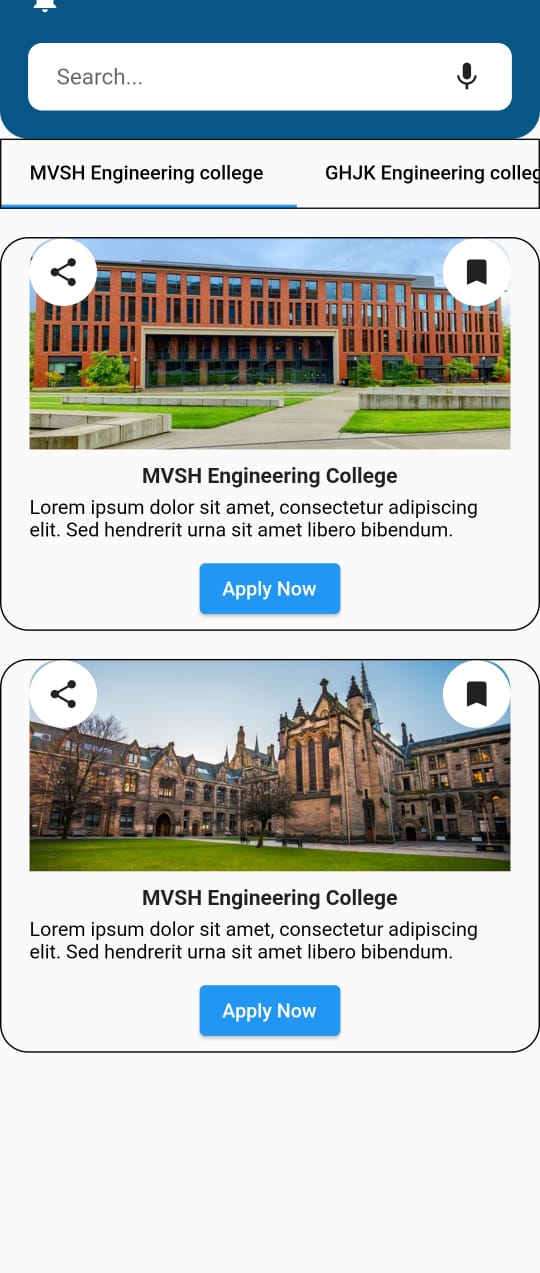 Search...
MVSH Engineering college GHJK Engineering colleg
MVSH Engineering College
Lorem ipsum dolor sit amet, consectetur adipiscing
elit. Sed hendrerit urna sit amet libero bibendum.
Apply Now
MVSH Engineering College
Lorem ipsum dolor sit amet, consectetur adipiscing
elit. Sed hendrerit urna sit amet libero bibendum.
Apply Now